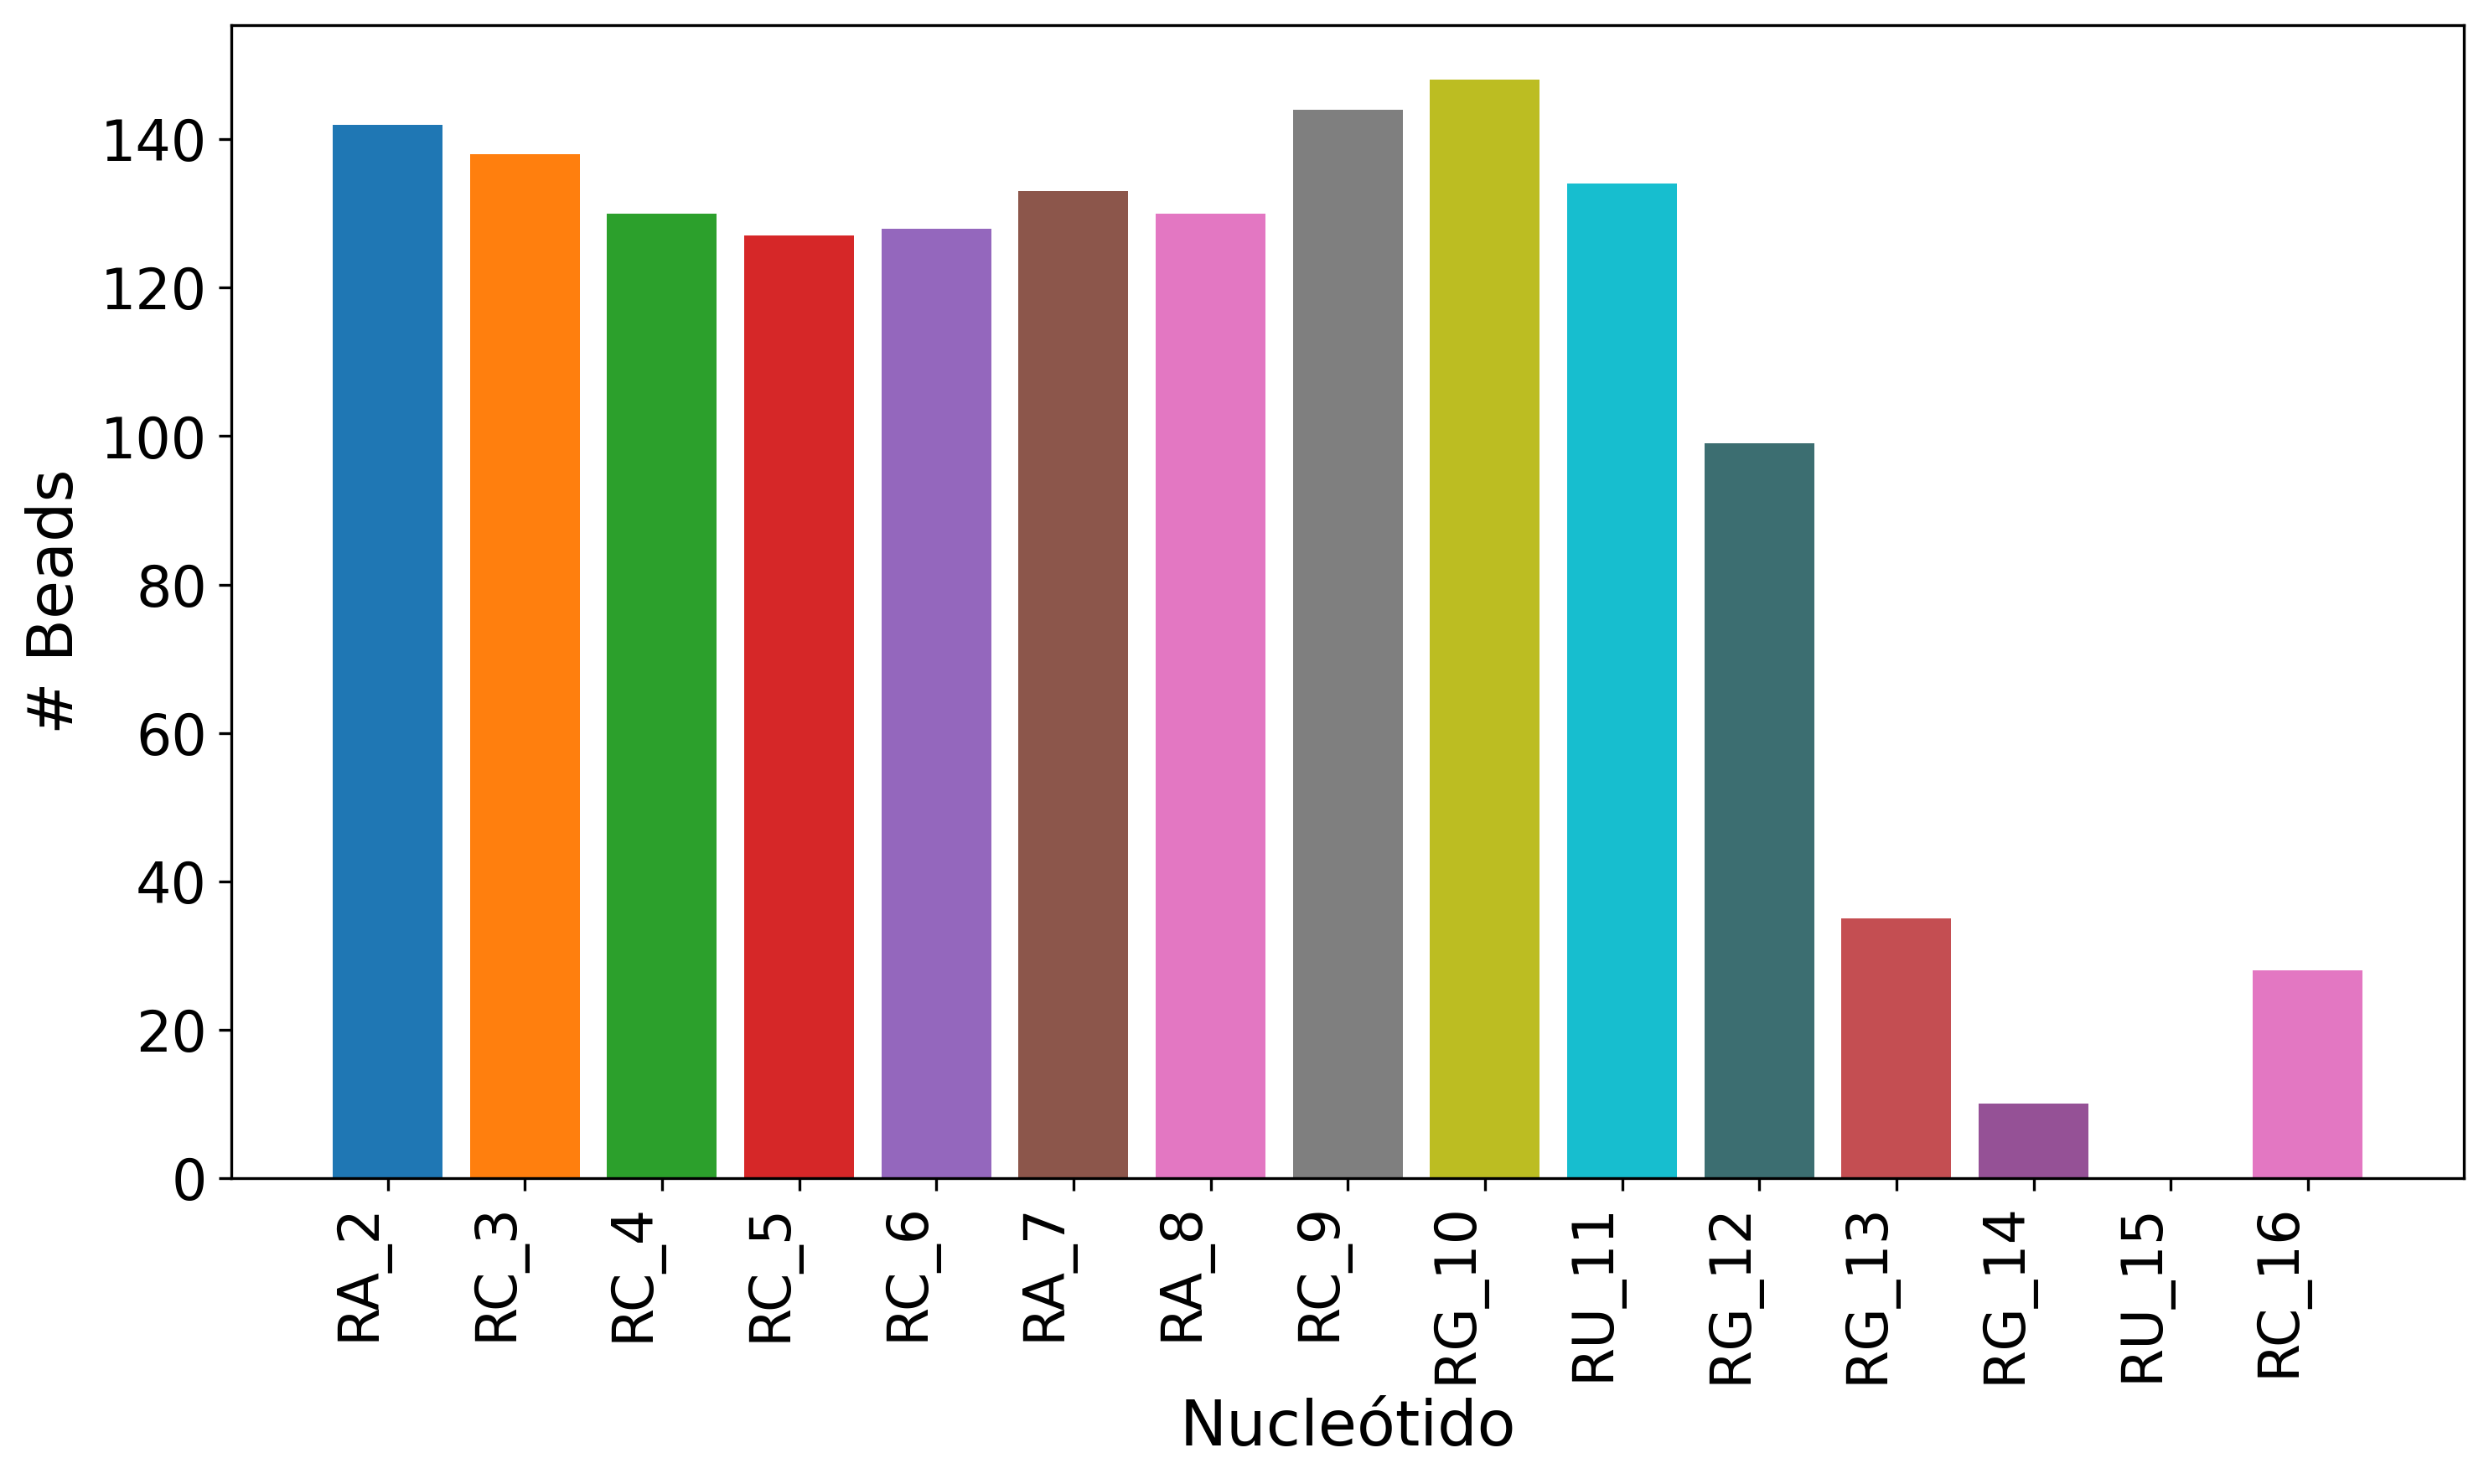 # Beads
140
120
100
80
60
40
20
0
RA_2
RC_3
RC_4
RC_5
RC_6
RA_7
RA_8
RC_9
RG_10
RU_11
RG_12
RG_13
RG_14
RU_15
RC_16
Nucleótido